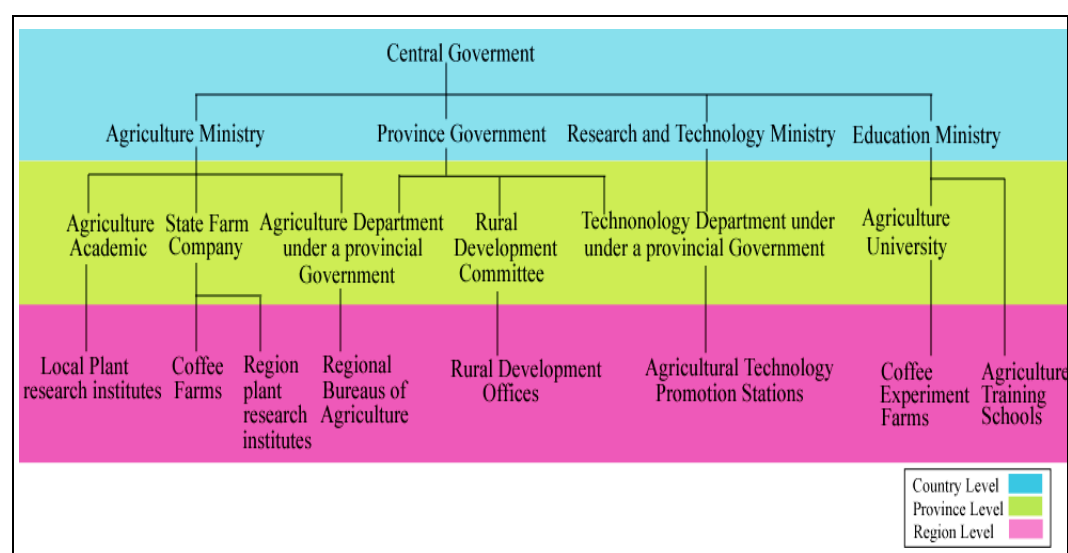 Central Goverment
Agriculture Ministry
Province Government
Research and Technology Ministry
Education Ministry
Agriculture
Academic
State Farm
Company
Agriculture Department
under a provincial
Government
Rural
Development
Committee
Technonology Department under
under a provincial Government
Agriculture
University
Local Plant
research institutes
Coffee
Farms
Region
plant
research
institutes
Regional
Bureaus of
Agriculture
Rural Development
Offices
Agricultural Technology
Promotion Stations
Coffee
Experiment
Farms
Agriculture
Training
Schools
Country Level
Province Level
Region Level